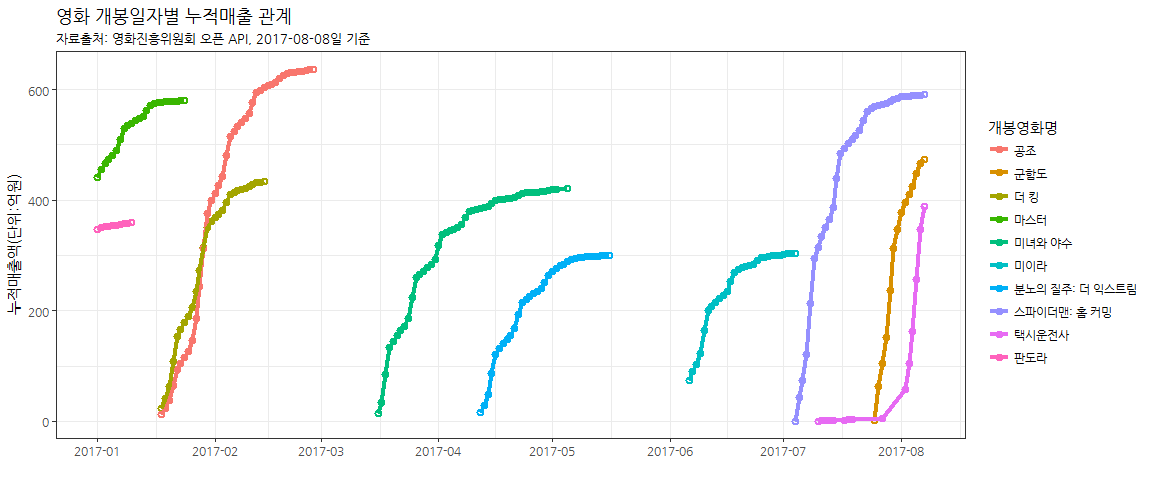 영화 개봉일자별 누적매출 관계
자료출처: 영화진흥위원회 오픈 API, 2017-08-08일 기준
누적매출액(단위:억원)
600
400
200
0
2017-01 2017-02 2017-03 2017-04 2017-05 2017-06 2017-07 2017-08
개봉영화명
공조
군함도
더 킹
마스터
미녀와 야수
미이라
분노의 질주: 더 익스트림
스파이더맨: 홈 커밍
택시운전사
판도라